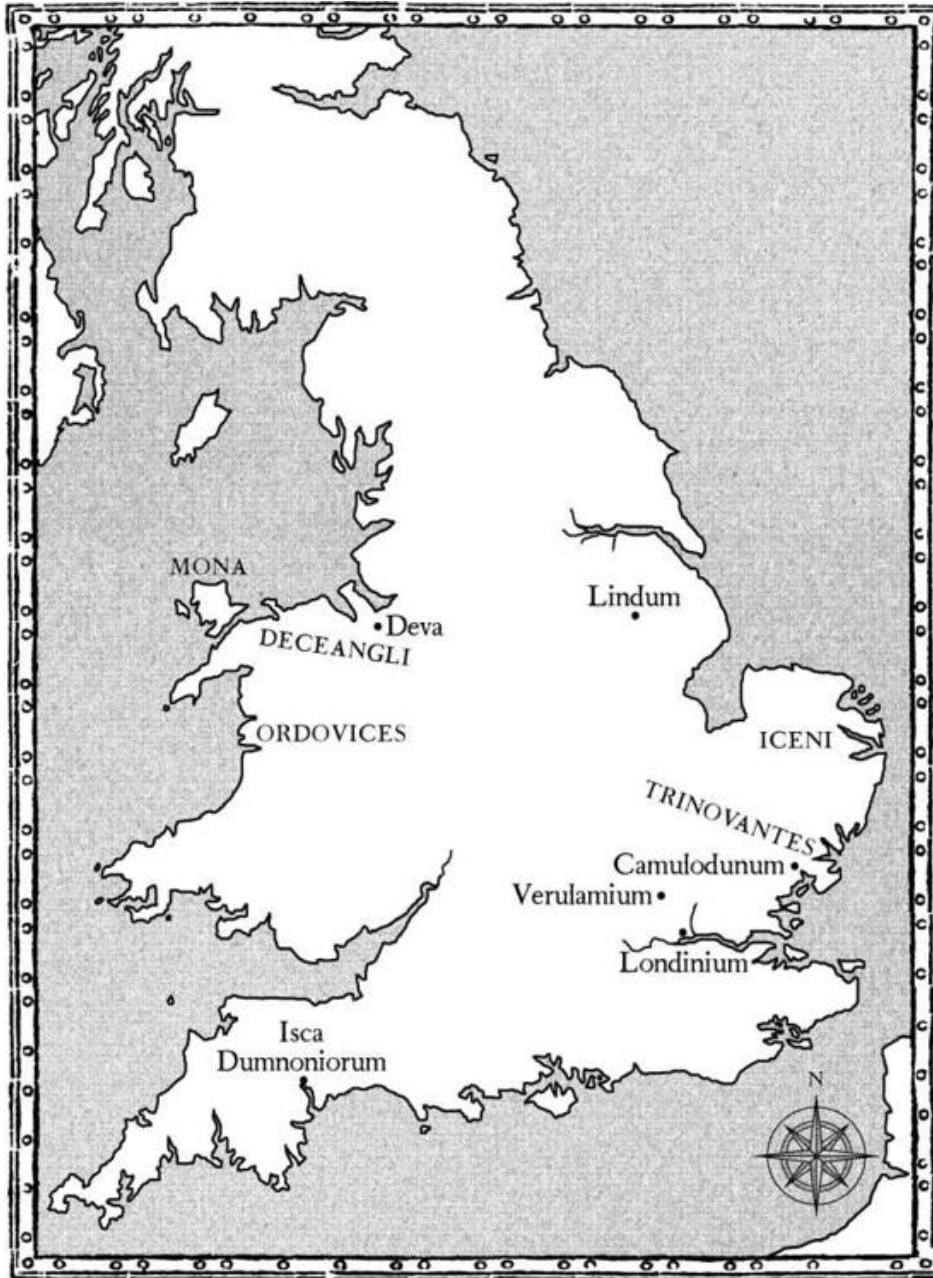 MONA
Lindum
Deva
DECEANGLI
ORDOVICES
ICENI
TRINOVANTES
Camulodunum
Verulamium
Londinium
Isca
Dumnoniorum
N